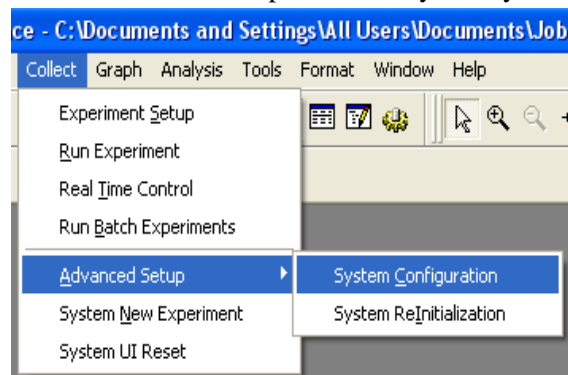 ce - C:\Documents and Settings\All Users\Documents\Job
Collect Graph Analysis Tools Format Window Help
Experiment Setup
Run Experiment
Real Time Control
Run Batch Experiments
Advanced Setup
System Configuration
System New Experiment
System ReInitialization
System UI Reset